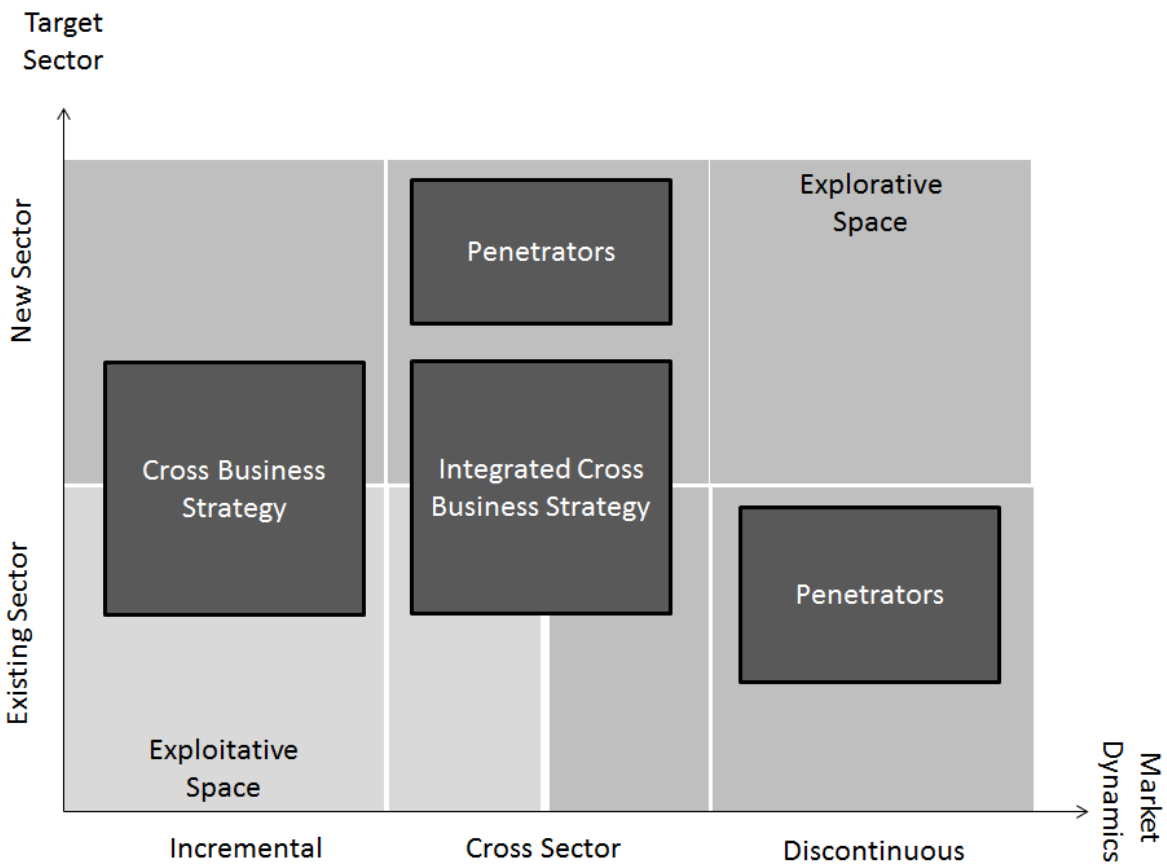 Target
Sector
New Sector
Existing Sector
Penetrators
Explorative
Space
Cross Business
Strategy
Integrated Cross
Business Strategy
Penetrators
Exploitative
Space
Incremental
Cross Sector
Discontinuous
Market
Dynamics